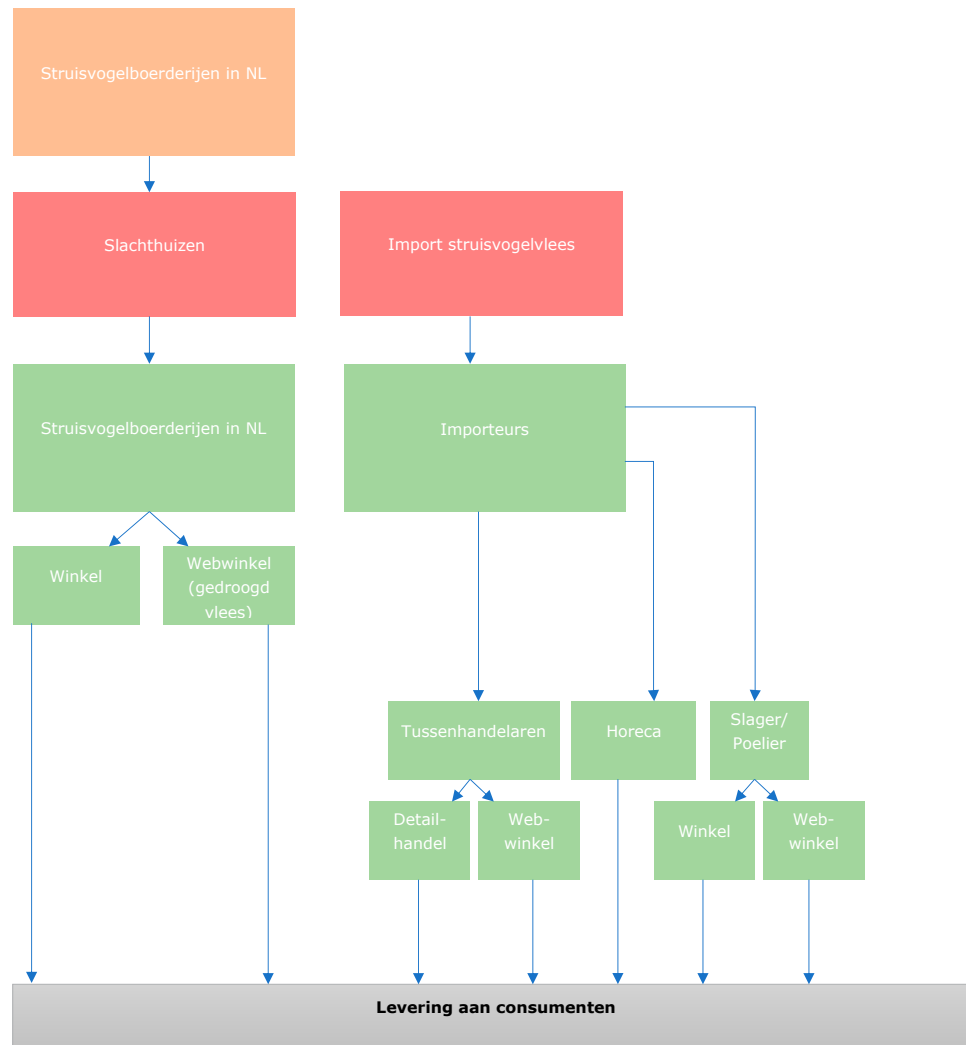 Struisvogelboerderijen in NL
Slachthuizen
Import struisvogelvlees
Struisvogelboerderijen in NL
Importeurs
Winkel
Webwinkel
(gedroogd
vlees)
Tussenhandelaren
Horeca
Slager/
Poelier
Detail-
handel
Web-
winkel
Winkel
Web-
winkel
Levering aan consumenten